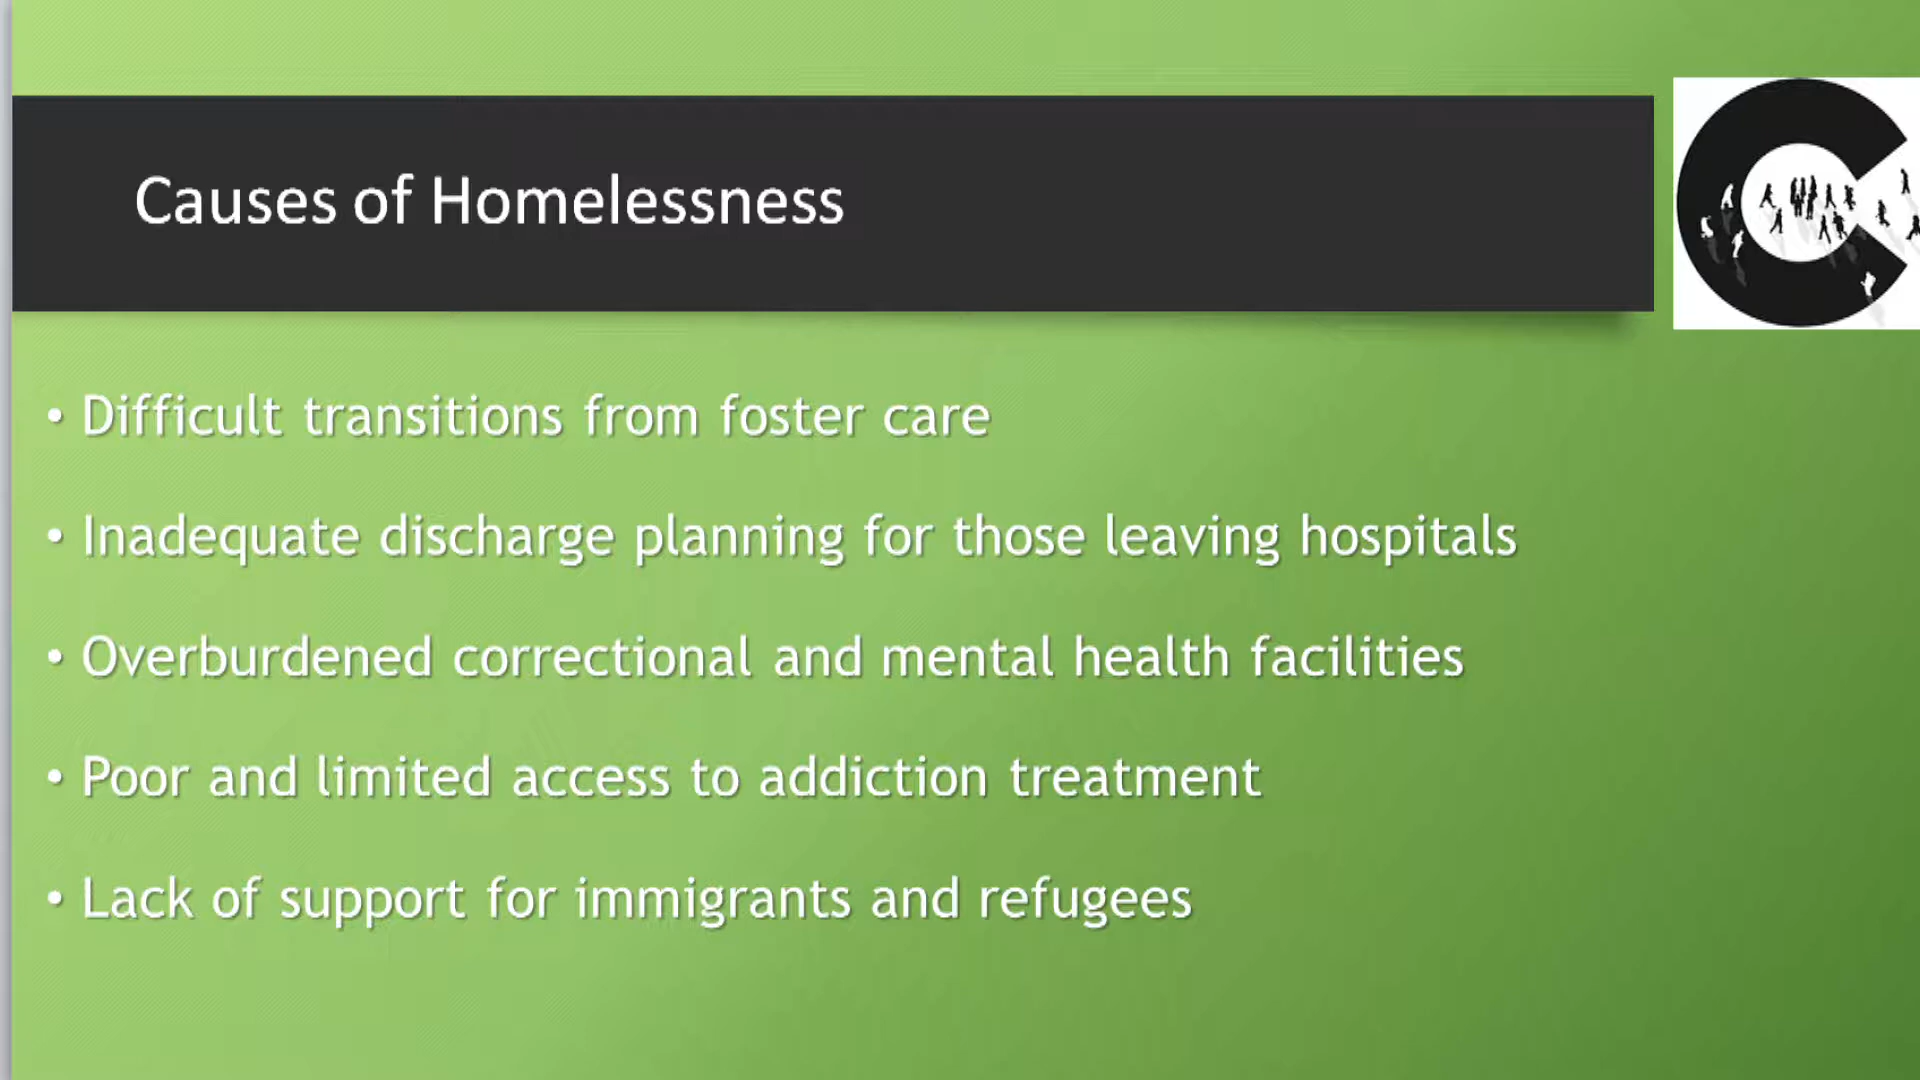 Causes of Homelessness
• Difficult transitions from foster care
• Inadequate discharge planning for those leaving hospitals
• Overburdened correctional and mental health facilities
• Poor and limited access to addiction treatment
• Lack of support for immigrants and refugees